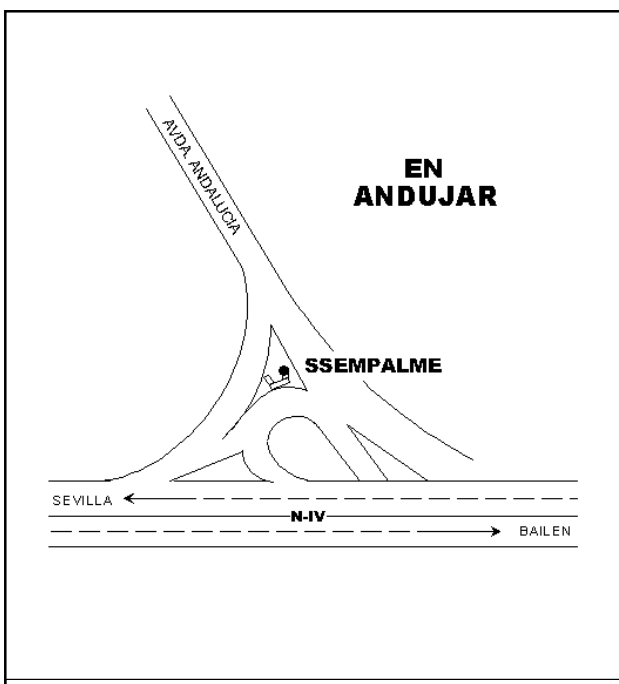 AVDA. ANDALUCIA
EN
ANDUJAR
SSEMPALME
SEVILLA
N-IV
BAILEN